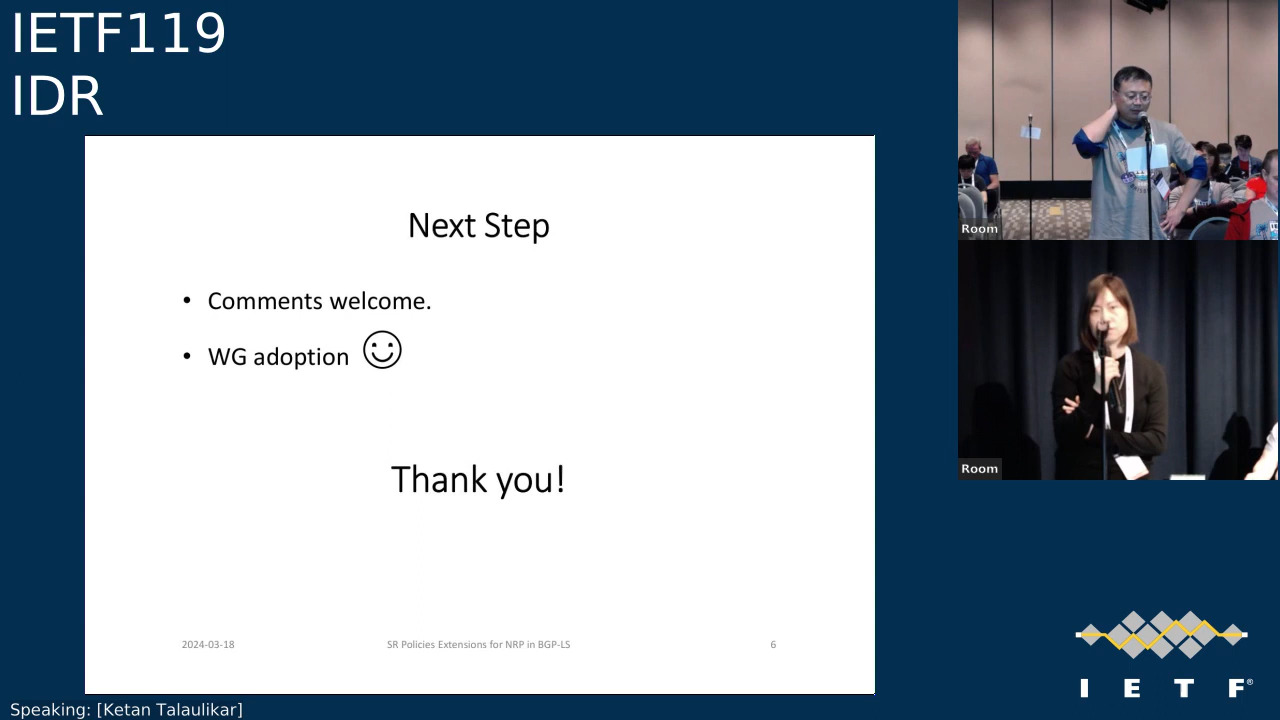 IETF119
IDR
Next Step
• Comments welcome.
• WG adoption
Thank you!
2024-03-18
SR Policies Extensions for NRP in BGP-LS
6
Room
Room
I E T F®
Speaking: [Ketan Talaulikar]